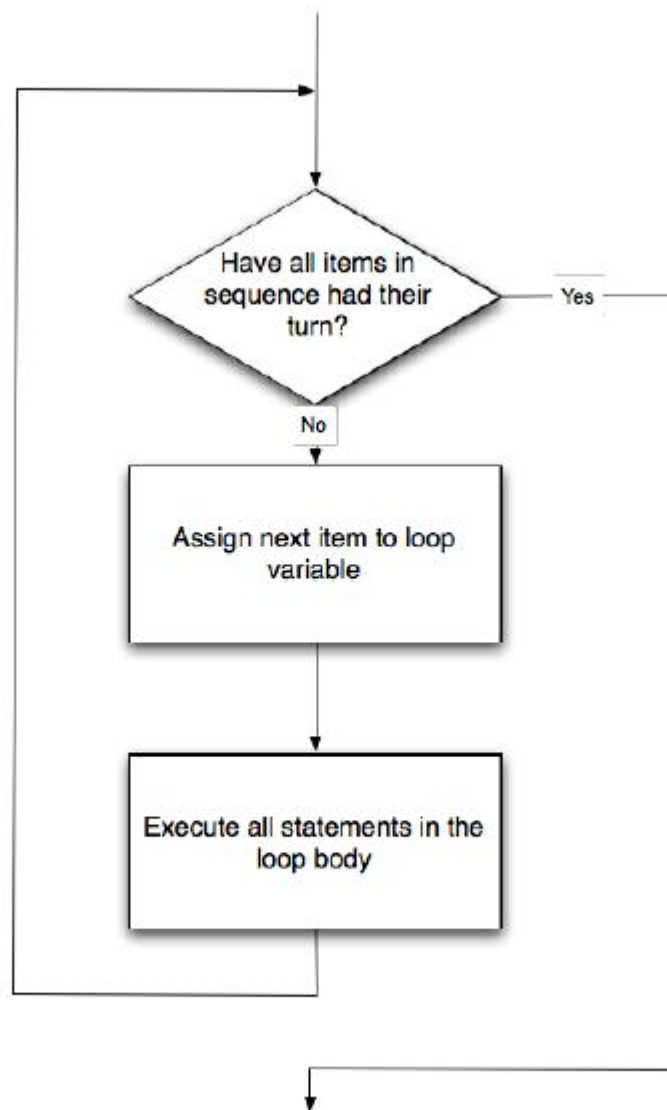 Have all items in
sequence had their
turn?
Yes
No
Assign next item to loop
variable
Execute all statements in the
loop body